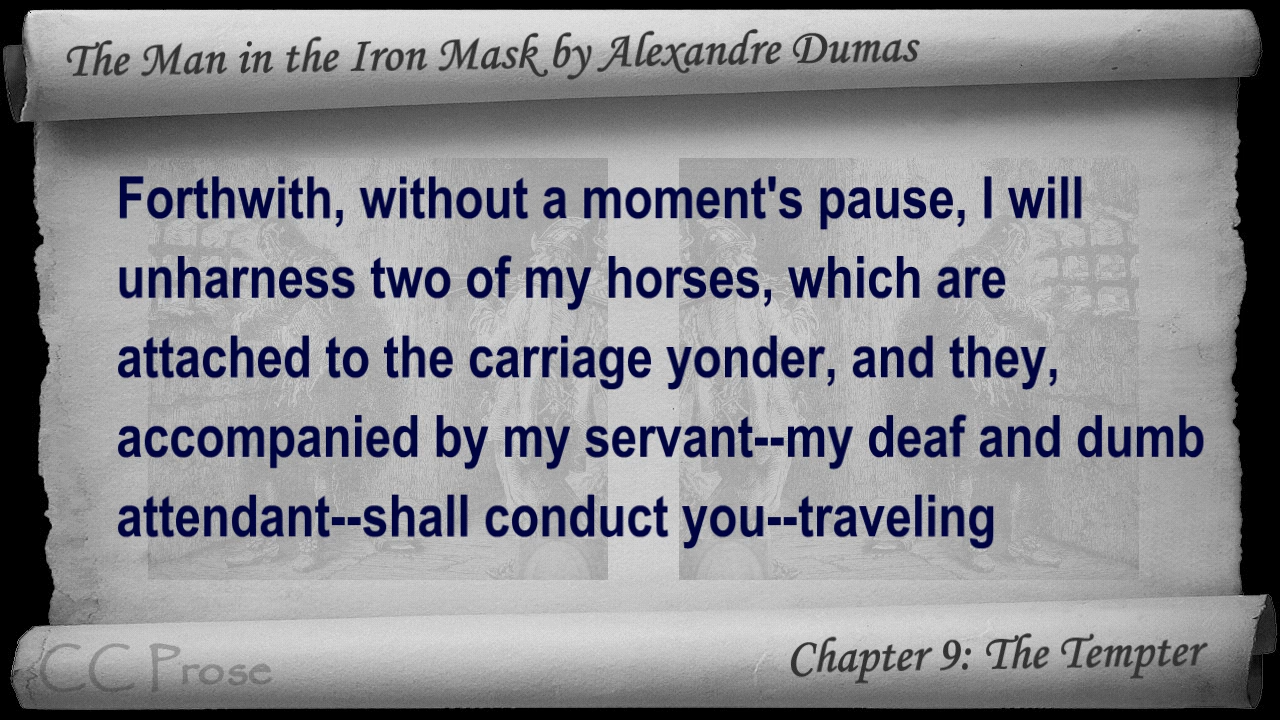 The Man in the Iron Mask by Alexandre Dumas
Forthwith, without a moment's pause, I will
unharness two of my horses, which are
attached to the carriage yonder, and they,
accompanied by my servant--my deaf and dumb
attendant--shall conduct you--traveling
CC Prose
Chapter 9: The Tempter